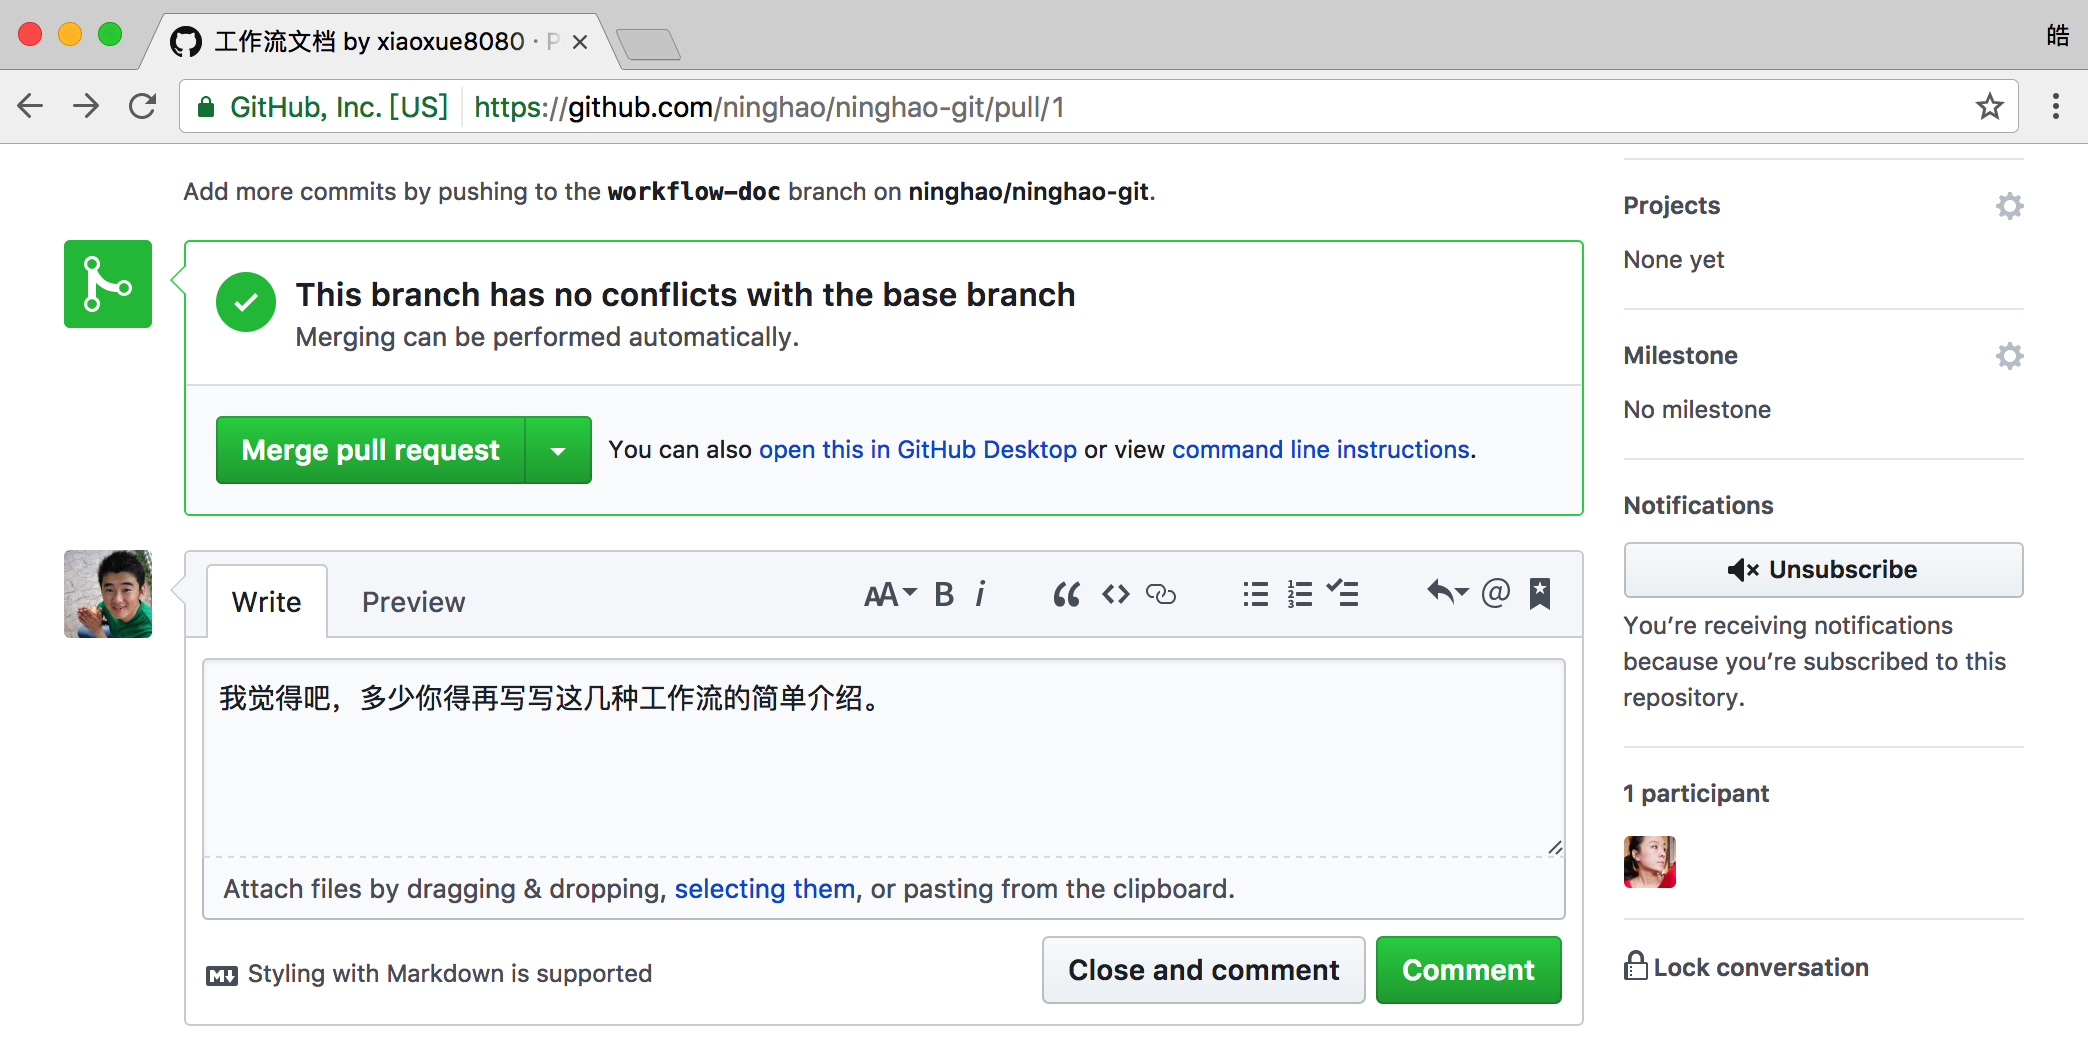 工作流文档 by xiaoxue8080 · P
皓
GitHub, Inc. [US]
https://github.com/ninghao/ninghao-git/pull/1
Add more commits by pushing to the workflow-doc branch on ninghao/ninghao-git.
This branch has no conflicts with the base branch
Merging can be performed automatically.
Merge pull request
You can also open this in GitHub Desktop or view command line instructions.
Write
Preview
AA
B
i
@
我觉得吧，多少你得再写写这几种工作流的简单介绍。
Attach files by dragging & dropping, selecting them, or pasting from the clipboard.
M↓ Styling with Markdown is supported
Close and comment
Comment
Projects
None yet
Milestone
No milestone
Notifications
Unsubscribe
You’re receiving notifications
because you’re subscribed to this
repository.
1 participant
Lock conversation